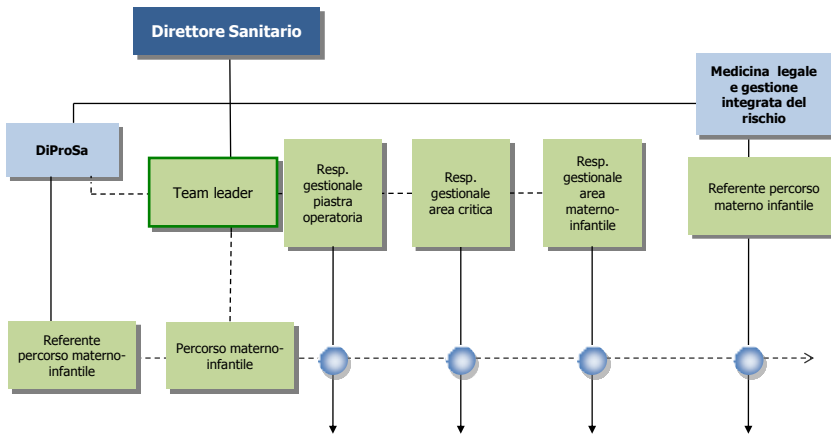 Direttore Sanitario
Medicina legale
e gestione
integrata del
rischio
DiProSa
Team leader
Resp.
gestionale
piastra
operatoria
Resp.
gestionale
area critica
Resp.
gestionale
area
materno-
infantile
Referente percorso
materno infantile
Referente
percorso materno-
infantile
Percorso materno-
infantile